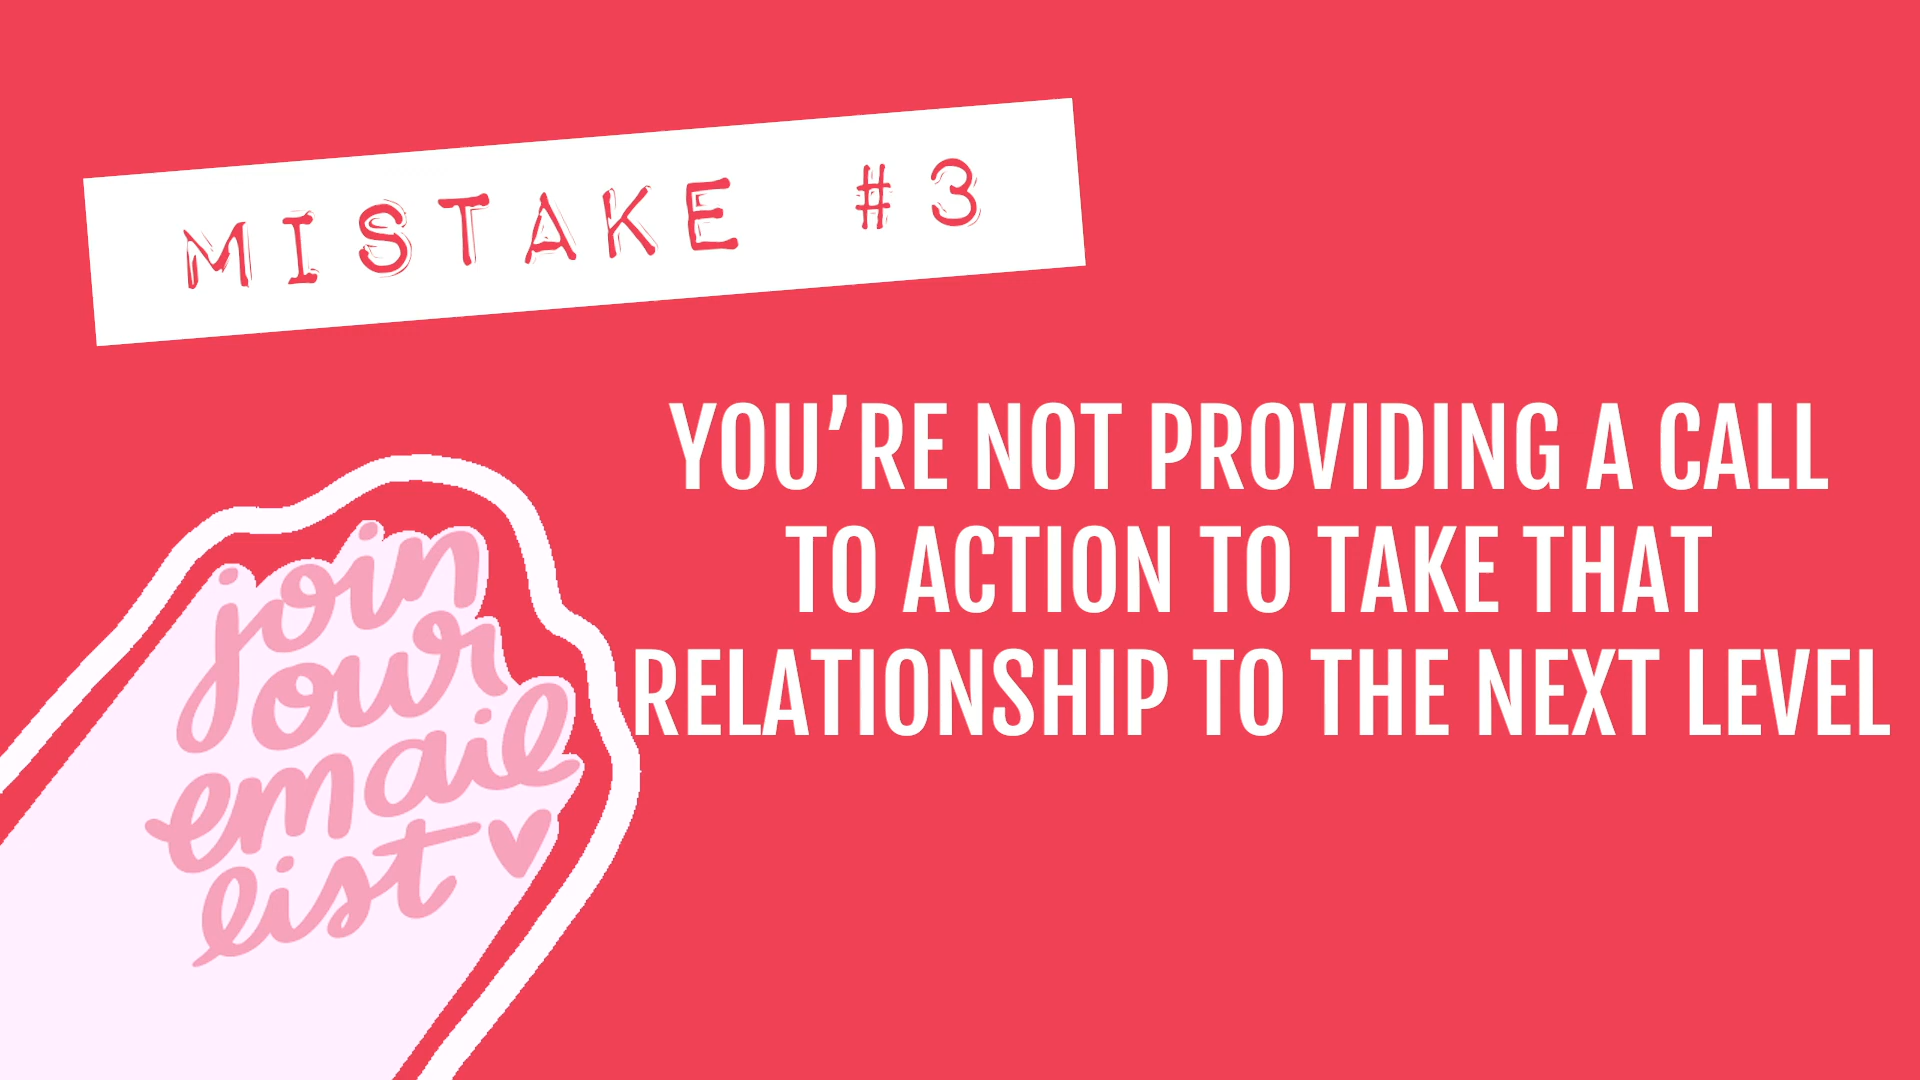 MISTAKE #3
YOU’RE NOT PROVIDING A CALL
TO ACTION TO TAKE THAT
RELATIONSHIP TO THE NEXT LEVEL
join
our
email
list